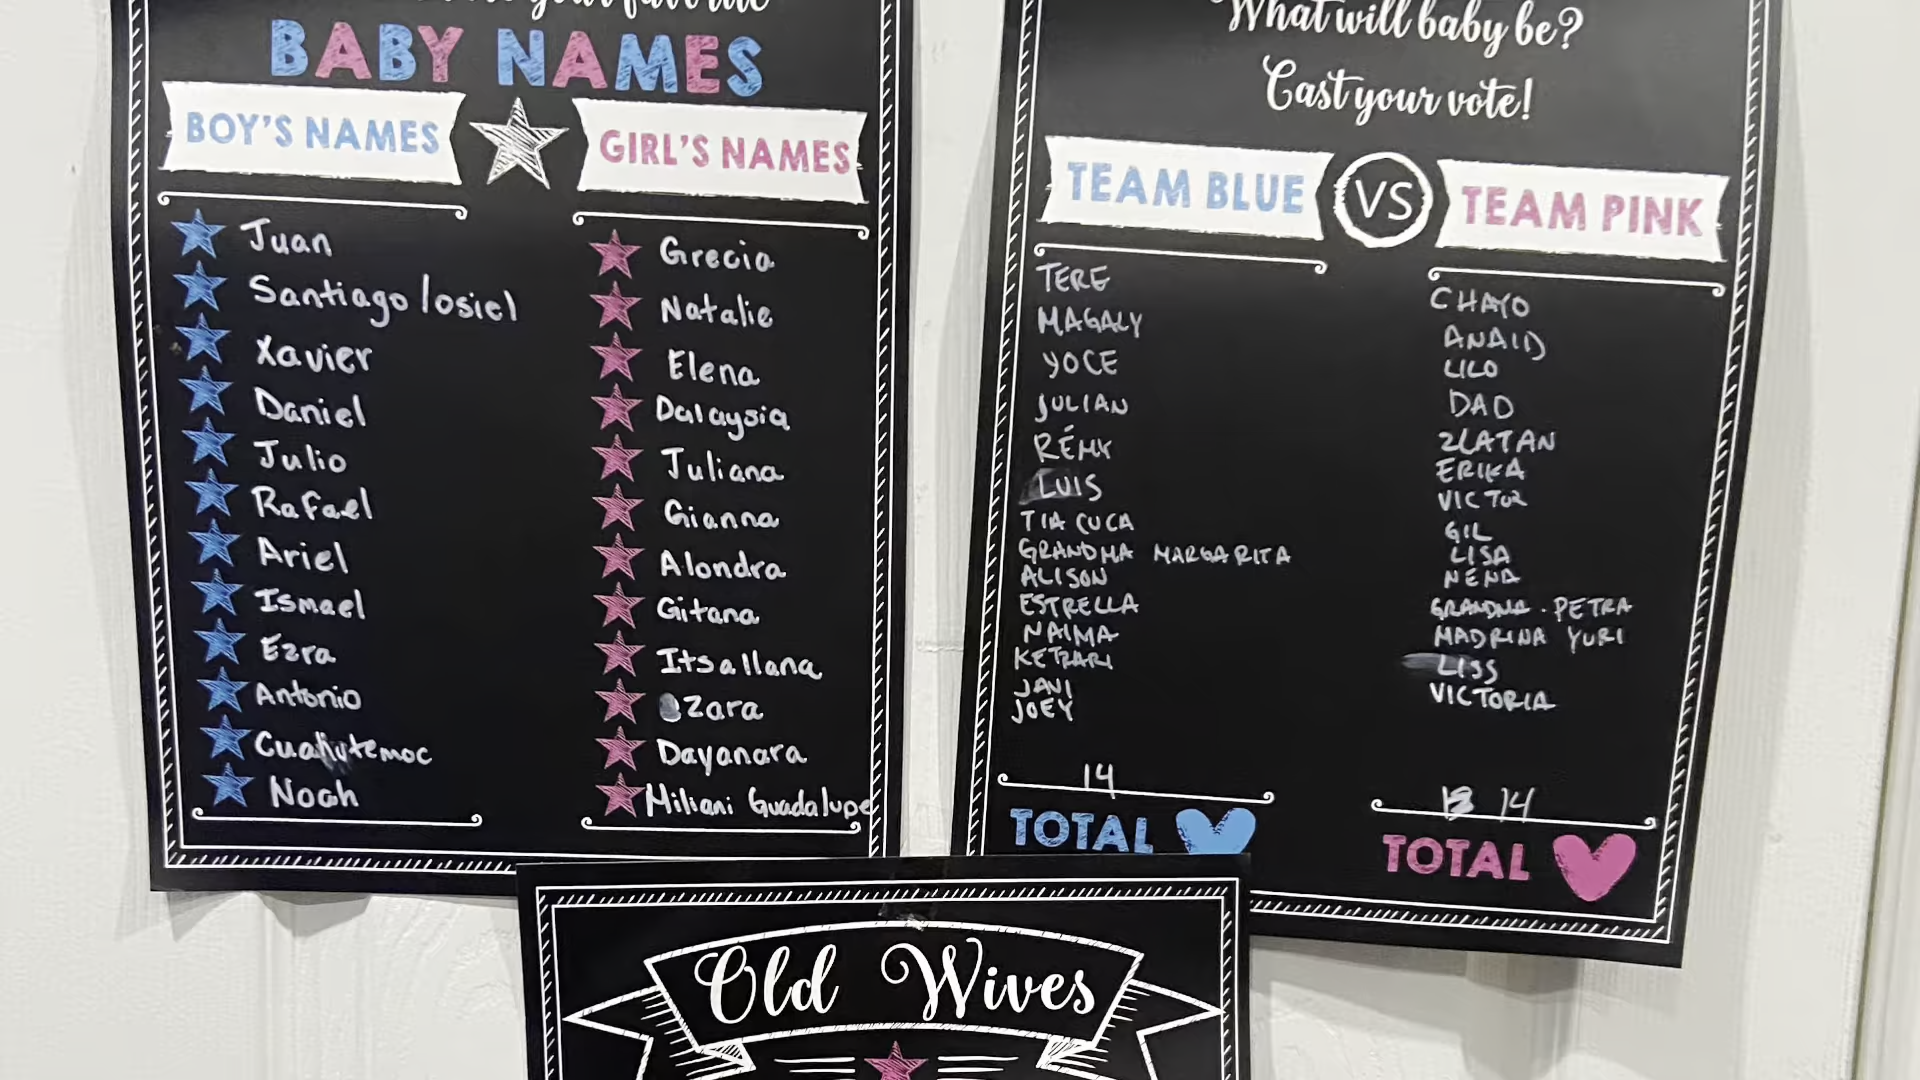 your favorite
BABY NAMES
BOY'S NAMES
GIRL'S NAMES
Juan
Santiago /osiel
Xavier
Daniel
Julio
Rafael
Ariel
Ismael
Ezra
Antonio
Cuahutemoc
Noah
Grecia
Natalie
Elena
Dalaysia
Juliana
Gianna
Alondra
Gitana
Itsallana
Zara
Dayanara
Miliani Guadalupe
What will baby be?
Cast your vote!
TEAM BLUE
VS
TEAM PINK
TERE
MAGALY
YOCE
JULIAN
RÉMY
LUIS
TIA CUCA
GRANDMA MARGARITA
ALISON
ESTRELLA
NAIMA
JANI
JOEY
14
TOTAL
CHAYO
ANAID
LILO
DAD
ZLATAN
ERIKA
VICTOR
GIL
LISA
NENA
GRANDMA. PETRA
MADRINA YURI
LISS
VICTORIA
14
TOTAL
Old Wives